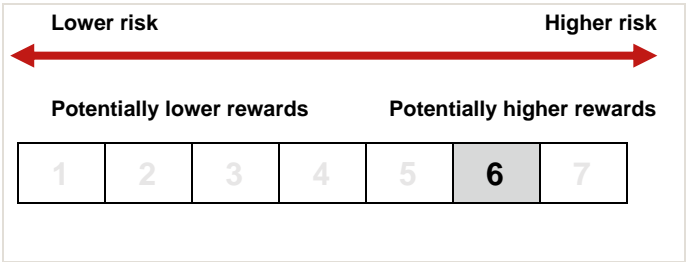 Lower risk Higher risk
Potentially lower rewards Potentially higher rewards
1 2 3 4 5 6 7